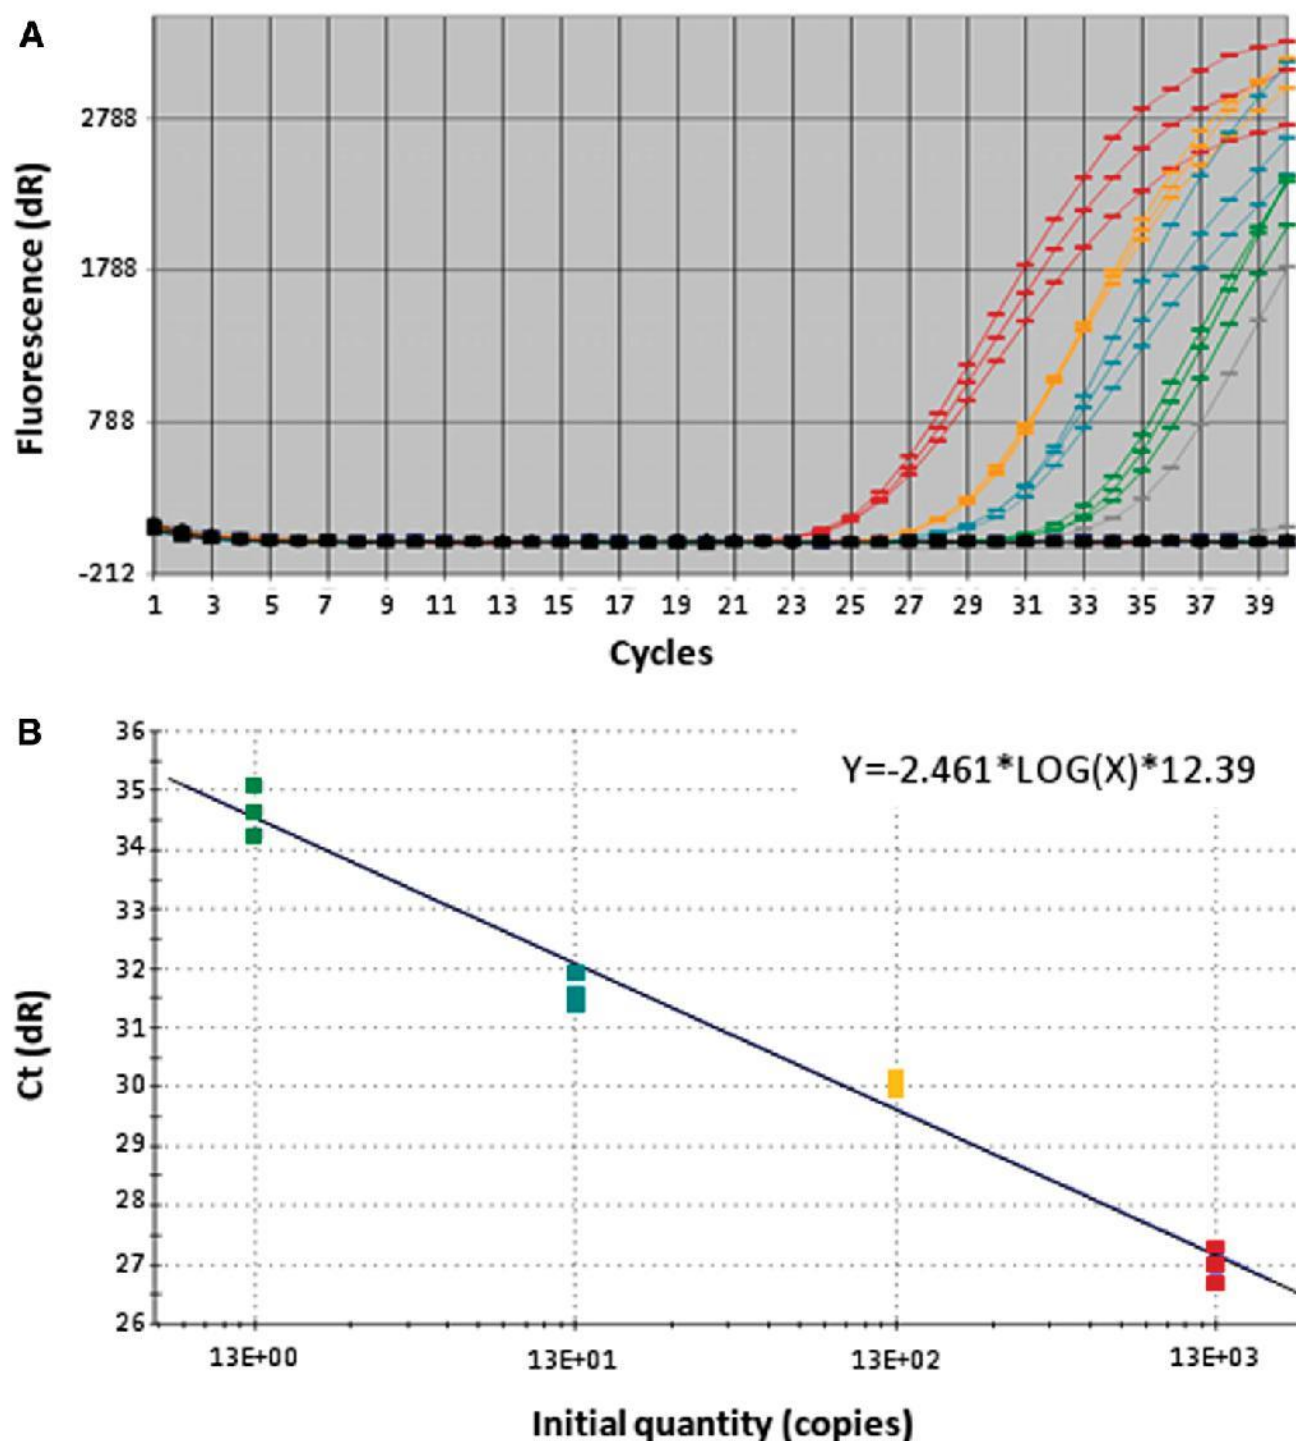 A
Fluorescence (dR)
2788
1788
788
-212
1 3 5 7 9 11 13 15 17 19 21 23 25 27 29 31 33 35 37 39
Cycles
B
Y=-2.461*LOG(X)*12.39
Ct (dR)
36
35
34
33
32
31
30
29
28
27
26
13E+00 13E+01 13E+02 13E+03
Initial quantity (copies)